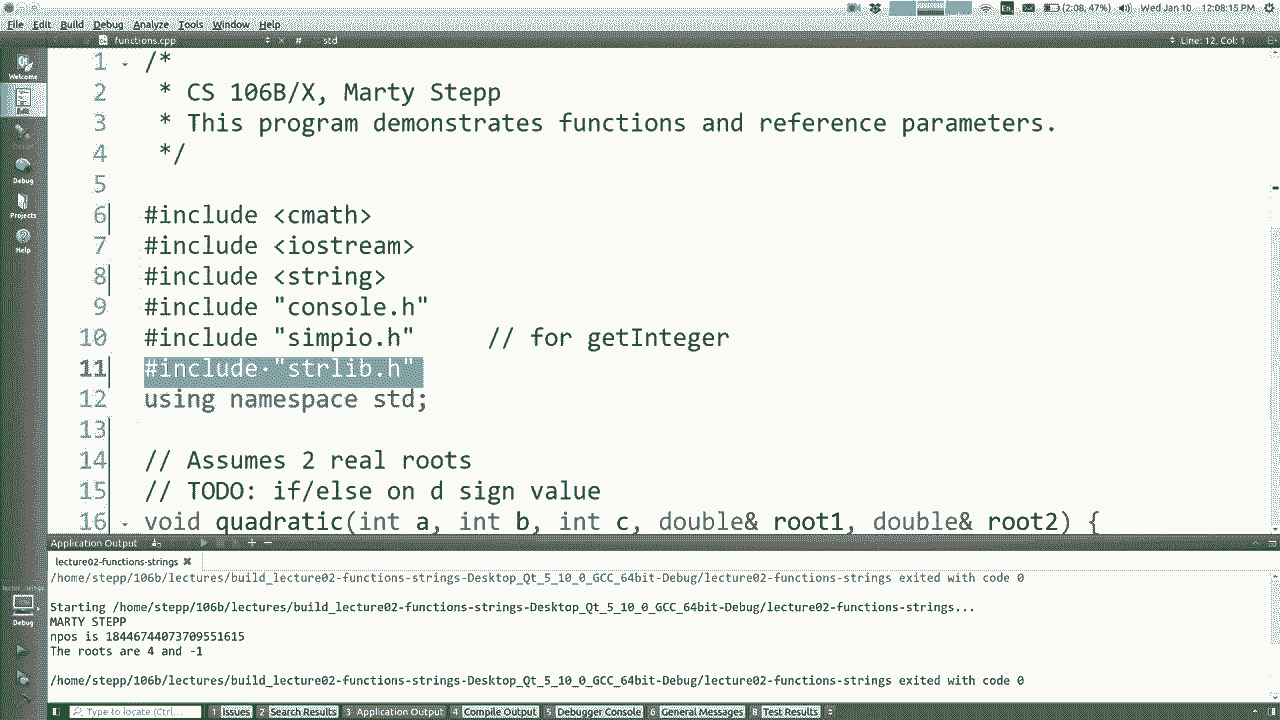 (2:08, 47%) Wed Jan 10 12:08:15 PM
File Edit Build Debug Analyze Tools Window Help
functions.cpp # std Line: 12, Col: 1
Welcome
Debug
Projects
Help
1 /*
2 * CS 106B/X, Marty Stepp
3 * This program demonstrates functions and reference parameters.
4 */
5
6 #include <cmath>
7 #include <iostream>
8 #include <string>
9 #include "console.h"
10 #include "simpio.h" // for getInteger
11 #include "strlib.h"
12 using namespace std;
13
14 // Assumes 2 real roots
15 // TODO: if/else on d sign value
16 void quadratic(int a, int b, int c, double& root1, double& root2) {
Application Output
lecture02-functions-strings
/home/stepp/106b/lectures/build_lecture02-functions-strings-Desktop_Qt_5_10_0_GCC_64bit-Debug/lecture02-functions-strings exited with code 0
Starting /home/stepp/106b/lectures/build_lecture02-functions-strings-Desktop_Qt_5_10_0_GCC_64bit-Debug/lecture02-functions-strings...
MARTY STEPP
npos is 18446744073709551615
The roots are 4 and -1
/home/stepp/106b/lectures/build_lecture02-functions-strings-Desktop_Qt_5_10_0_GCC_64bit-Debug/lecture02-functions-strings exited with code 0
Debug
Type to locate (Ctrl... 1 Issues 2 Search Results 3 Application Output 4 Compile Output 5 Debugger Console 6 General Messages 8 Test Results